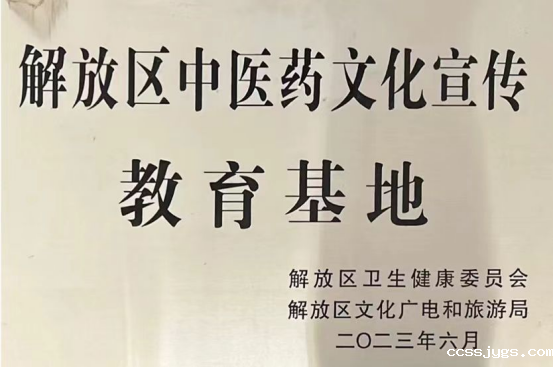 解放区中医药文化宣传
教育基地
解放区卫生健康委员会
解放区文化广电和旅游局
二〇二三年六月
ccssjygs.com